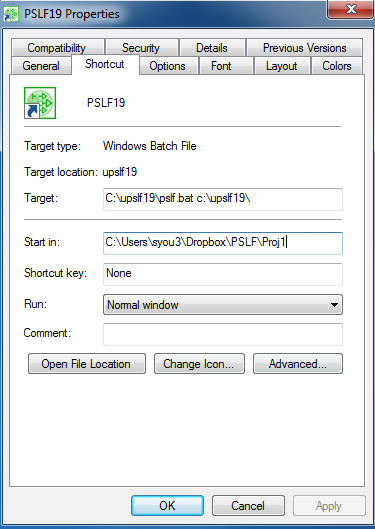 PSLF19 Properties
Compatibility Security Details Previous Versions
General Shortcut Options Font Layout Colors
PSLF19
Target type: Windows Batch File
Target location: upslf19
Target: C:\upslf19\pslf.bat c:\upslf19\
Start in: C:\Users\syou3\Dropbox\PSLF\Proj1
Shortcut key: None
Run: Normal window
Comment:
Open File Location Change Icon... Advanced...
OK Cancel Apply